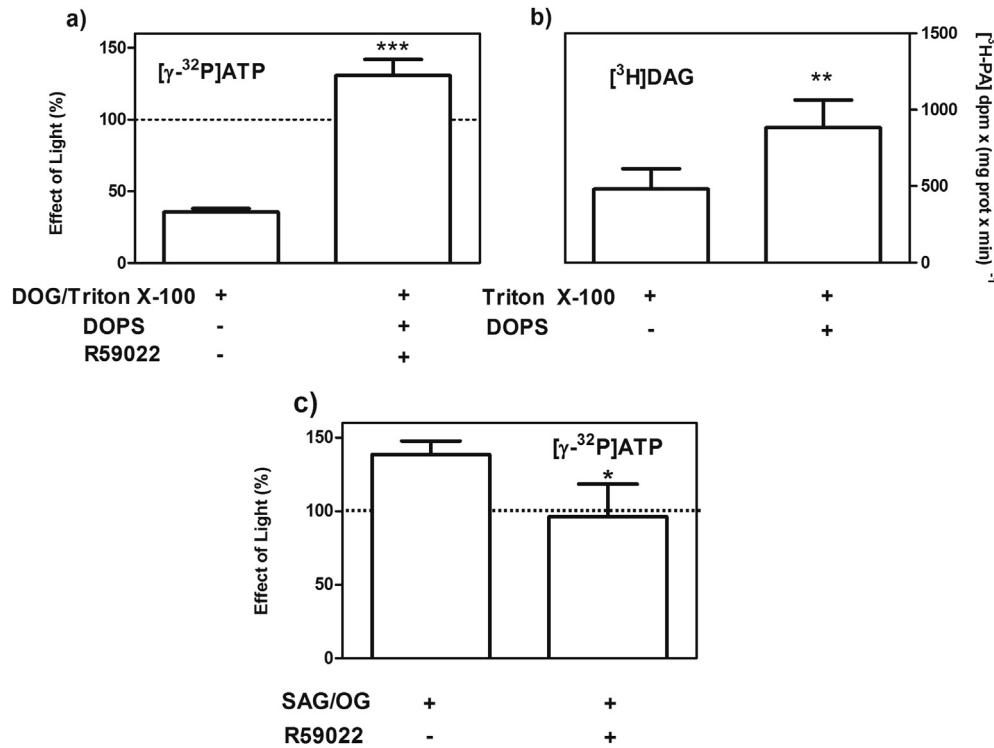 a)
150
100
50
0
Effect of Light (%)
[γ-³²P]ATP
***
DOG/Triton X-100 + +
DOPS - +
R59022 - +
b)
[³H]DAG
**
1500
1000
500
0
[³H-PA] dpm x (mg prot x min) ⁻¹
Triton X-100 + +
DOPS - +
c)
150
100
50
0
Effect of Light (%)
[γ-³²P]ATP
*
SAG/OG + +
R59022 - +